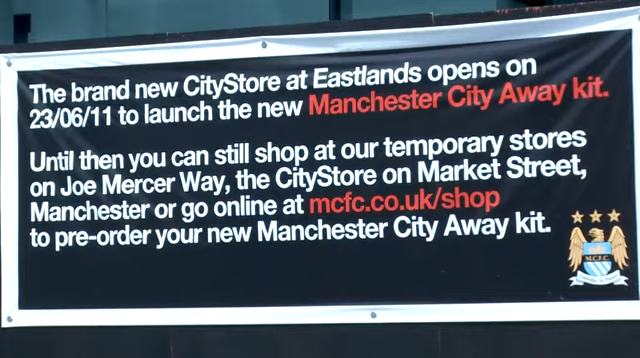 The brand new CityStore at Eastlands opens on
23/06/11 to launch the new Manchester City Away kit.
Until then you can still shop at our temporary stores
on Joe Mercer Way, the CityStore on Market Street,
Manchester or go online at mcfc.co.uk/shop
to pre-order your new Manchester City Away kit.
M.C.F.C.